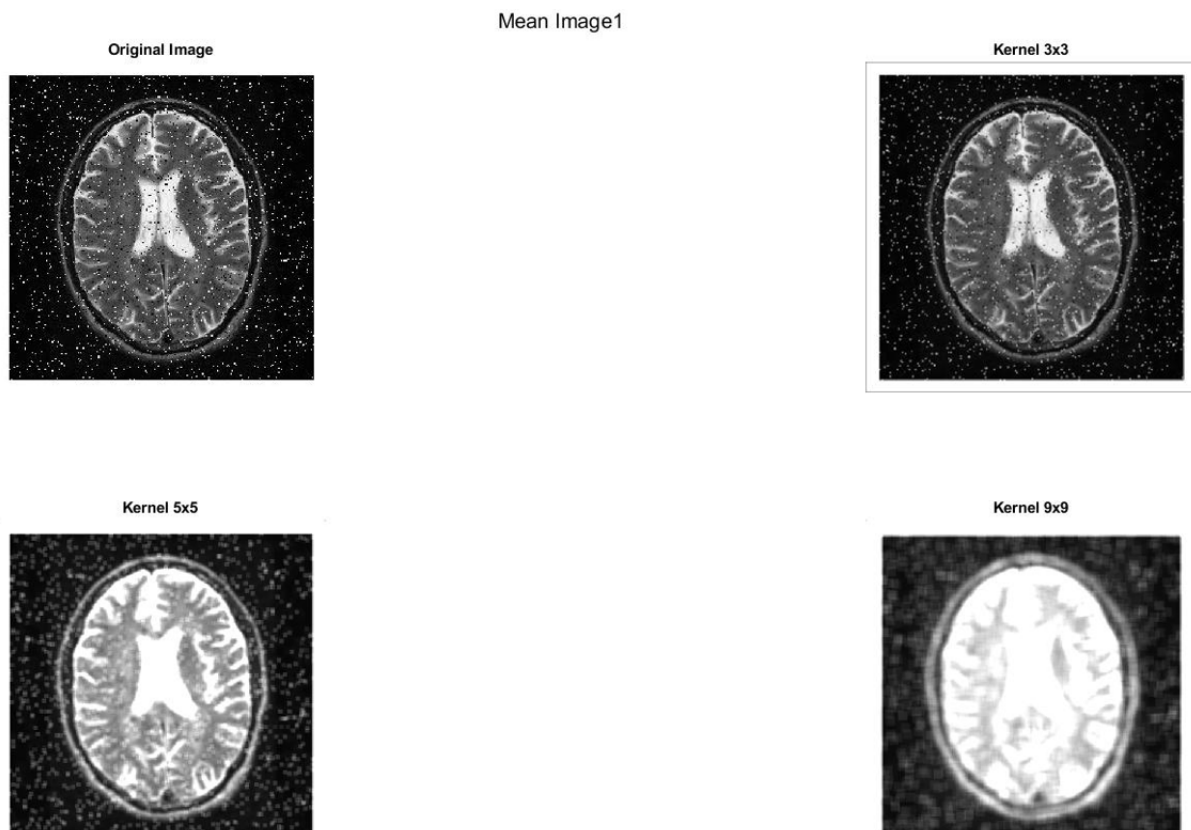 Mean Image1
Original Image
Kernel 3x3
Kernel 5x5
Kernel 9x9